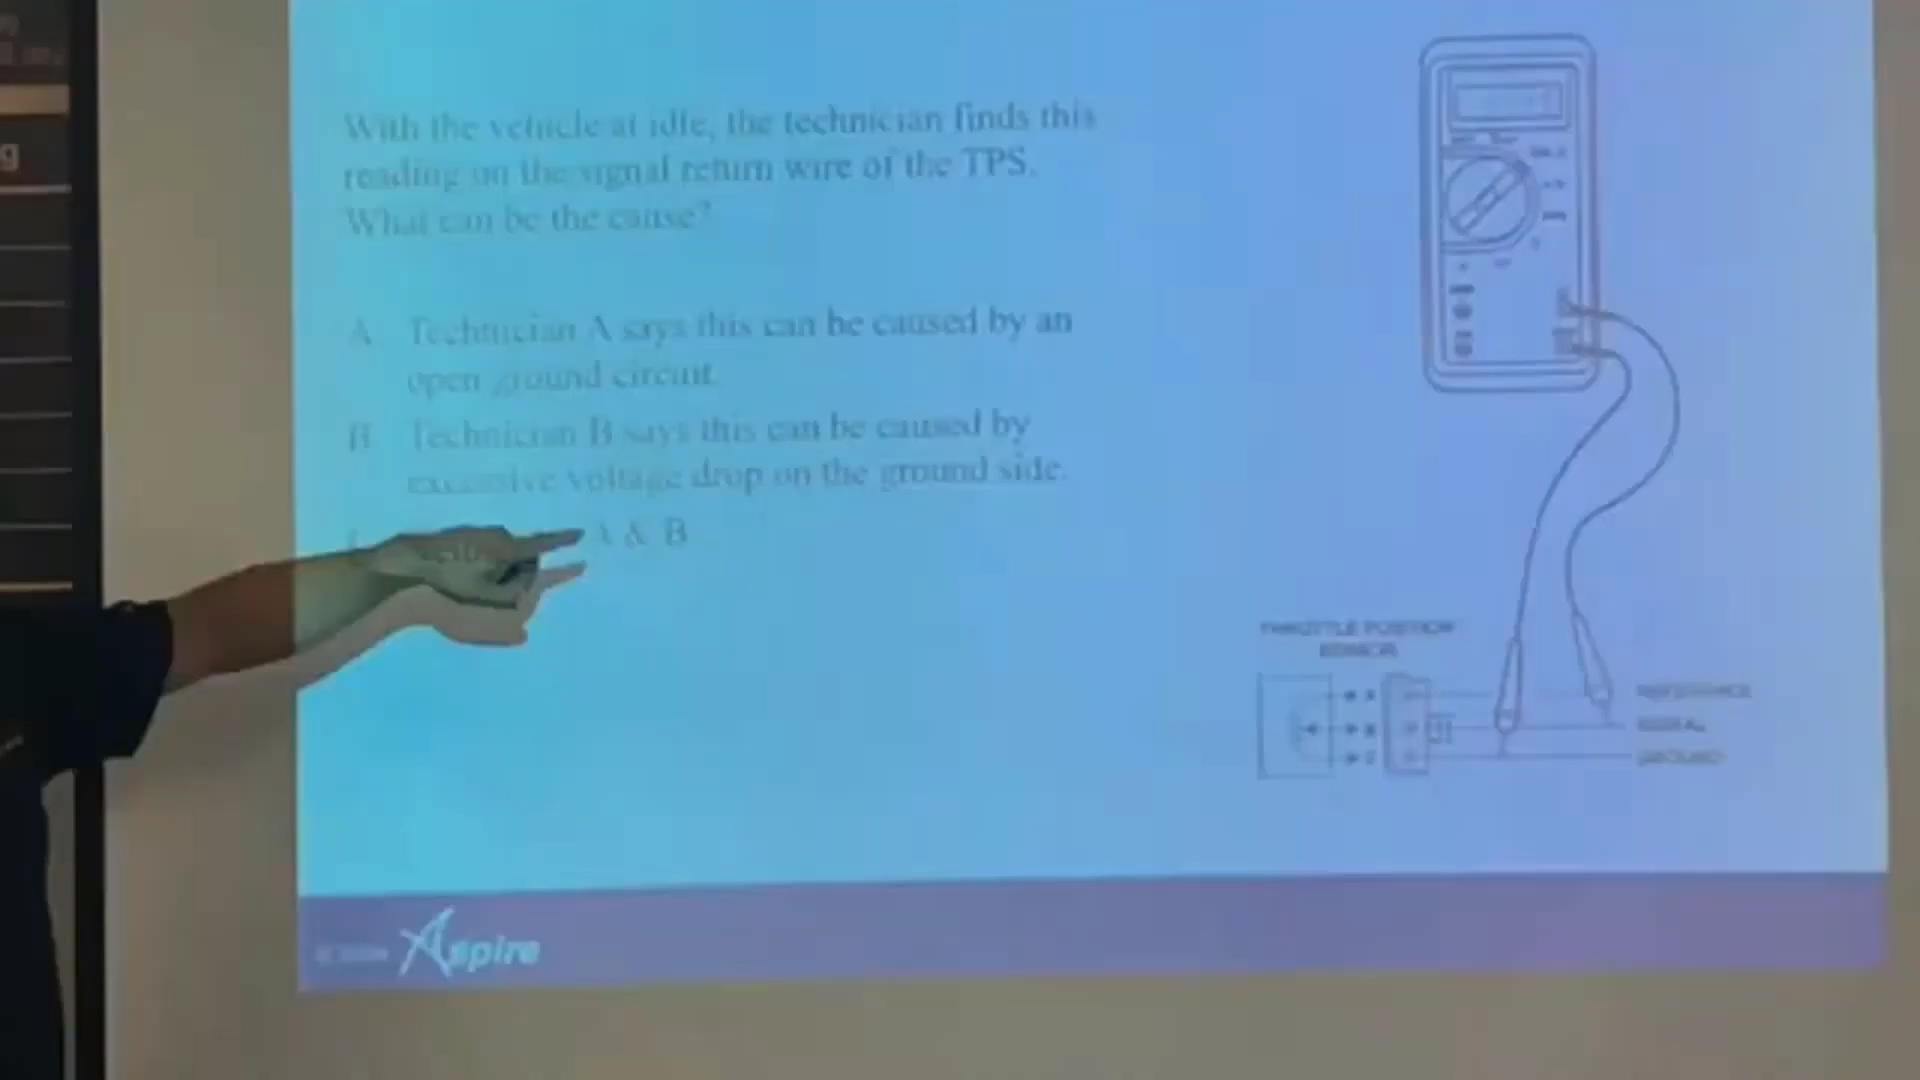 g
With the vehicle at idle, the technician finds this
reading on the signal return wire of the TPS.
What can be the cause?
A. Technician A says this can be caused by an
open ground circuit.
B. Technician B says this can be caused by
excessive voltage drop on the ground side.
A & B
THROTTLE POSITION
SENSOR
A
B
C
REFERENCE
SIGNAL
GROUND
Aspire